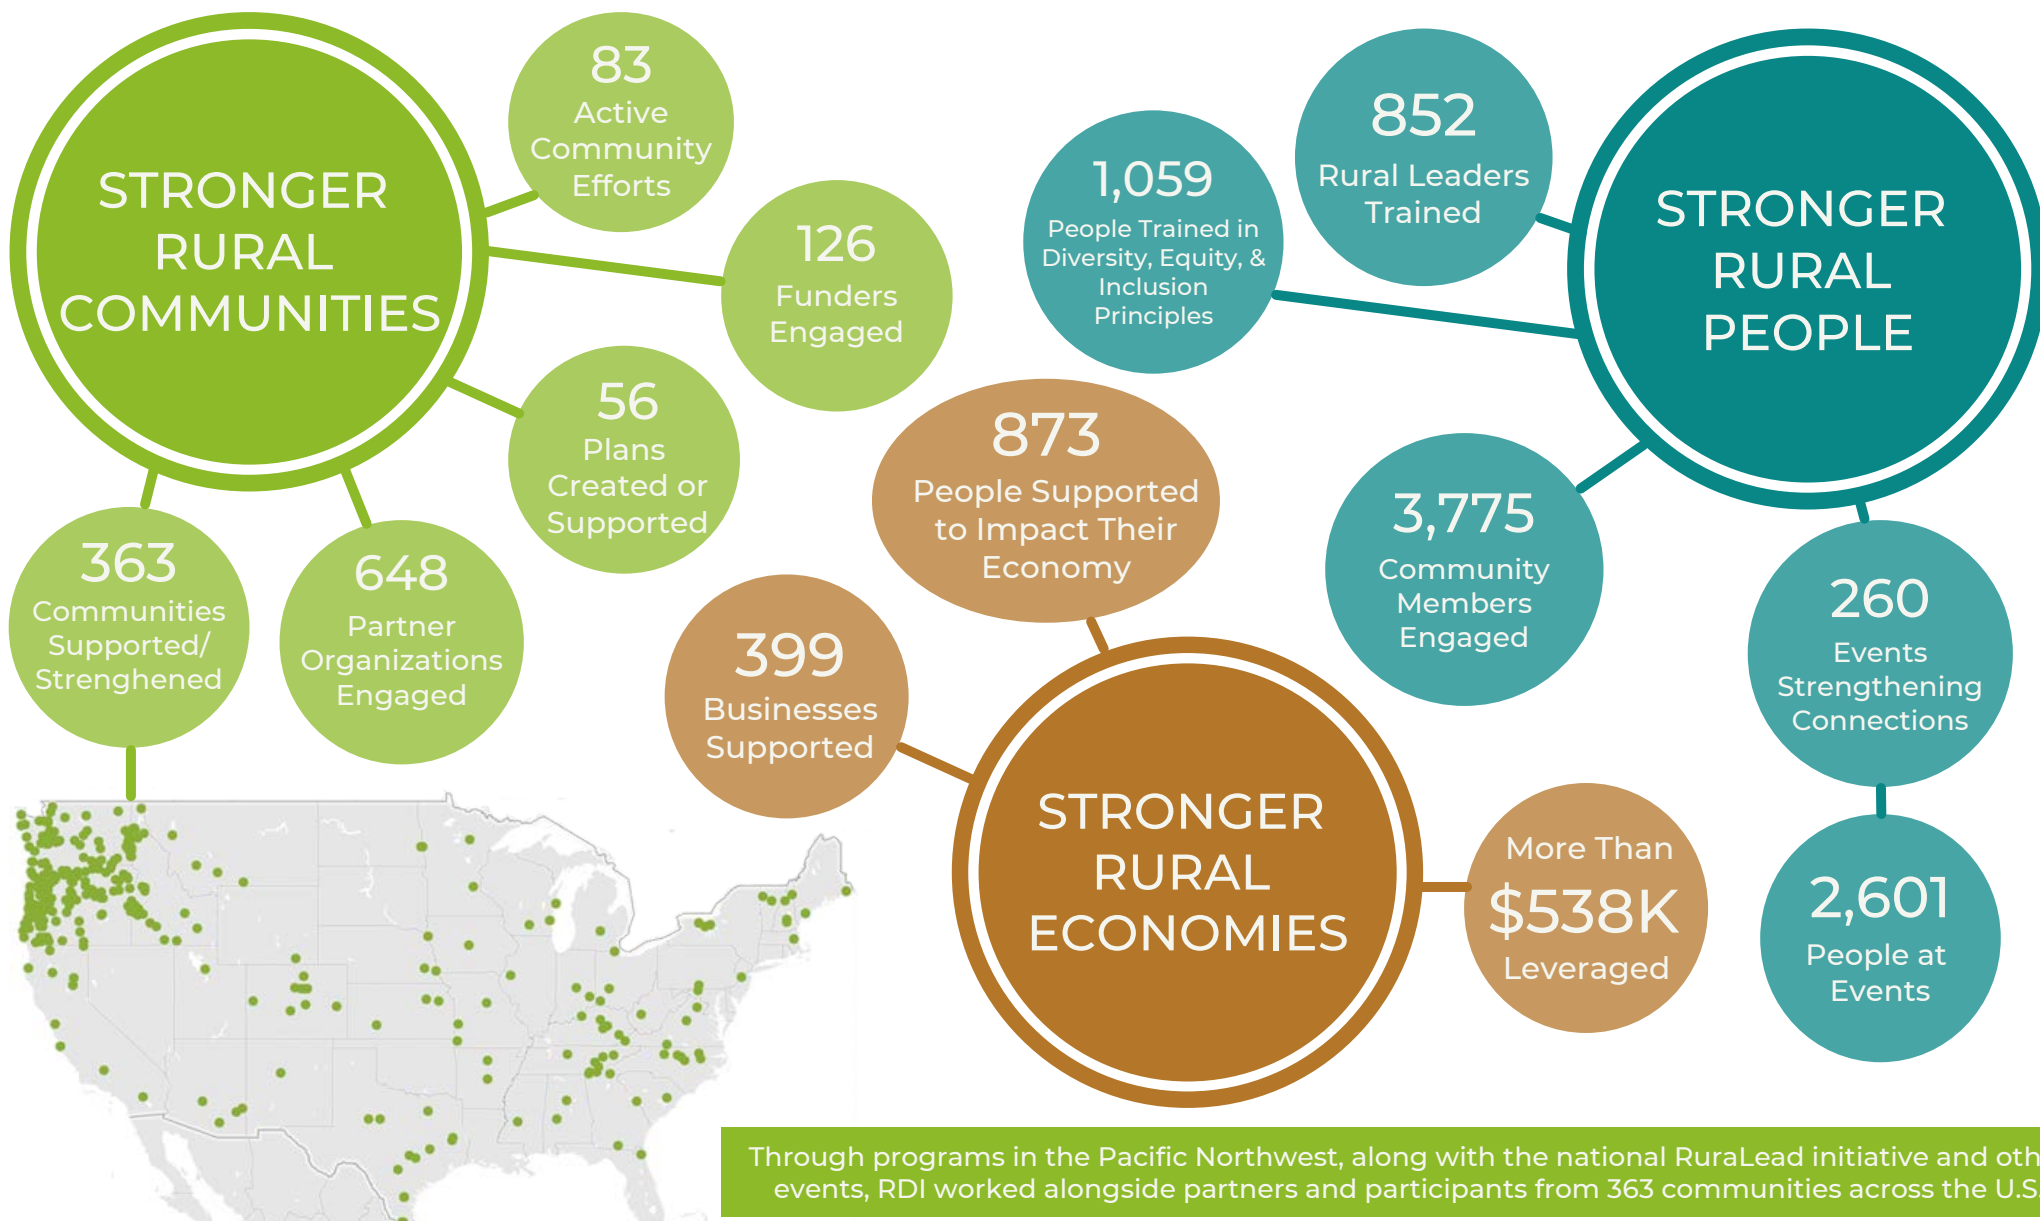 STRONGER
RURAL
COMMUNITIES
83
Active
Community
Efforts
126
Funders
Engaged
56
Plans
Created or
Supported
648
Partner
Organizations
Engaged
363
Communities
Supported/
Strenghened
STRONGER
RURAL
PEOPLE
852
Rural Leaders
Trained
1,059
People Trained in
Diversity, Equity, &
Inclusion
Principles
3,775
Community
Members
Engaged
260
Events
Strengthening
Connections
2,601
People at
Events
STRONGER
RURAL
ECONOMIES
873
People Supported
to Impact Their
Economy
399
Businesses
Supported
More Than
$538K
Leveraged
Through programs in the Pacific Northwest, along with the national RuraLead initiative and oth
events, RDI worked alongside partners and participants from 363 communities across the U.S.